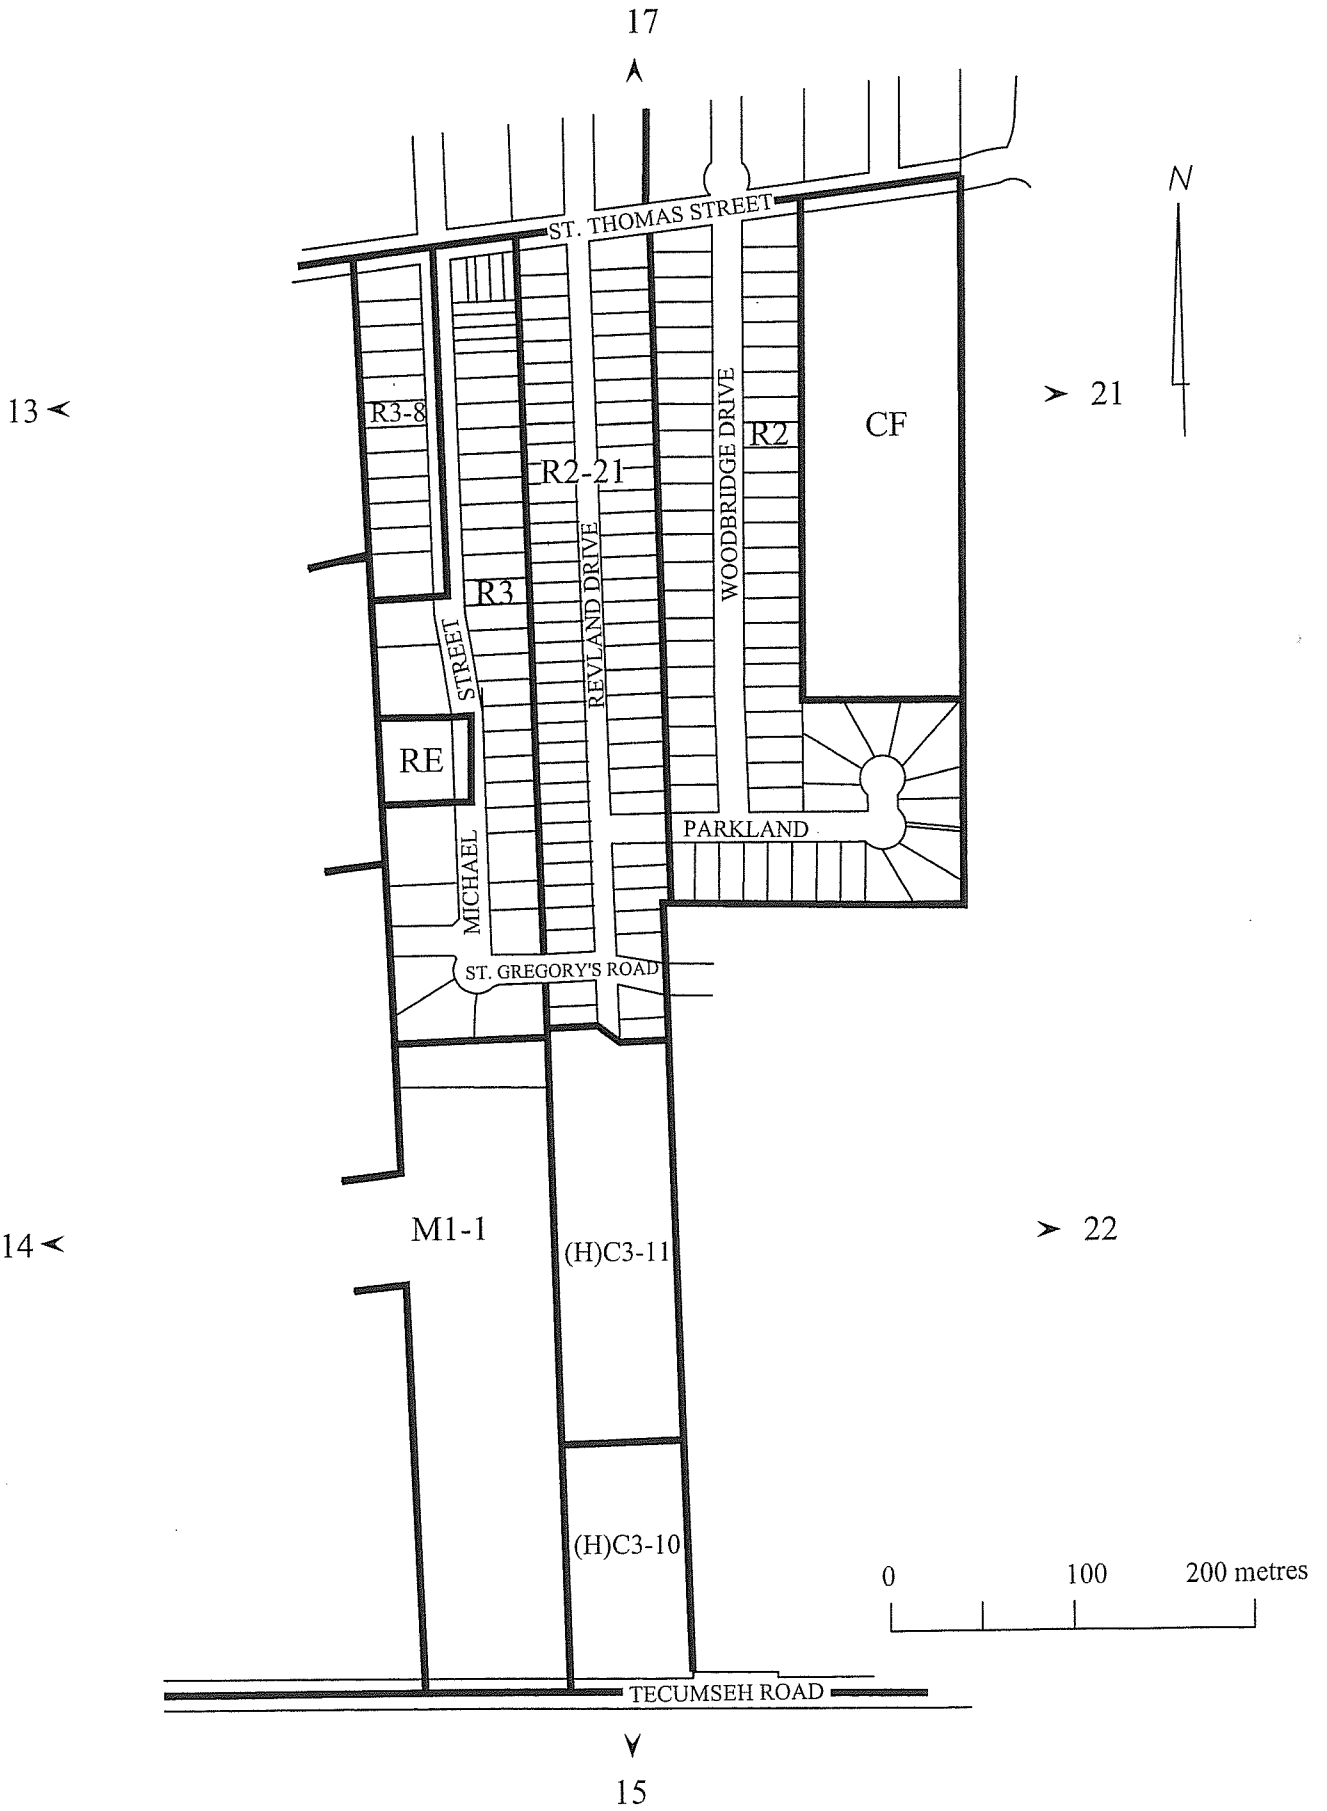 17
N
ST. THOMAS STREET
13
21
R3-8
R2
CF
WOODBRIDGE DRIVE
R2-21
REVLAND DRIVE
R3
STREET
RE
PARKLAND
MICHAEL
ST. GREGORY'S ROAD
14
M1-1
(H)C3-11
22
(H)C3-10
0 100 200 metres
TECUMSEH ROAD
15